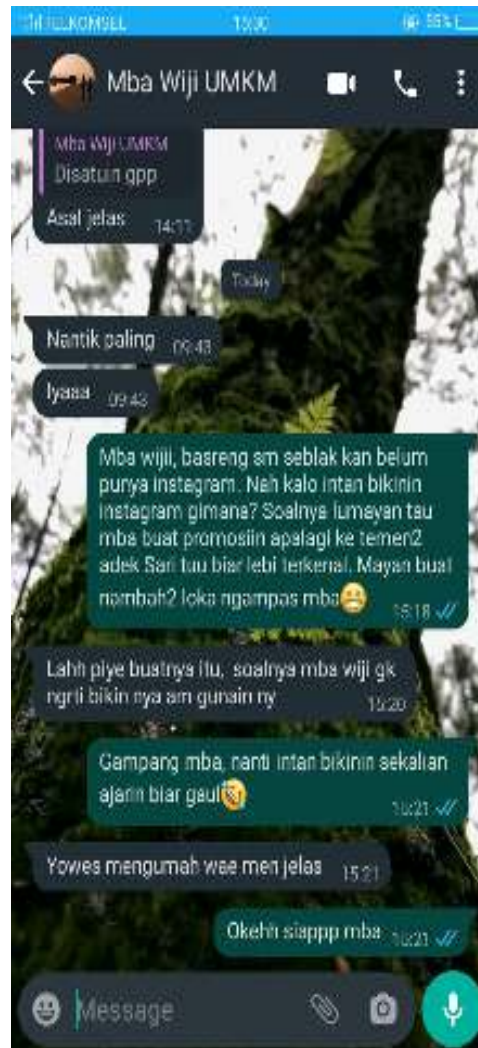 TELKOMSEL
55%
Mba Wiji UMKM
Mba Wiji UMKM
Disatuin gpp
Asal jelas 14:11
Today
Nantik paling 09:43
Iyaaa 09:43
Mba wijii, basreng sm seblak kan belum
punya instagram. Nah kalo intan bikinin
instagram gimana? Soalnya lumayan tau
mba buat promosiin apalagi ke temen2
adek Sari tuu biar lebi terkenal. Mayan buat
nambah2 loka ngampas mba 15:18
Lahh piye buatnya itu, soalnya mba wiji gk
ngrti bikin nya am gunain ny 15:20
Gampang mba, nanti intan bikinin sekalian
ajarin biar gaul 15:21
Yowes mengumah wae men jelas 15:21
Okehh siappp mba 15:21
Message